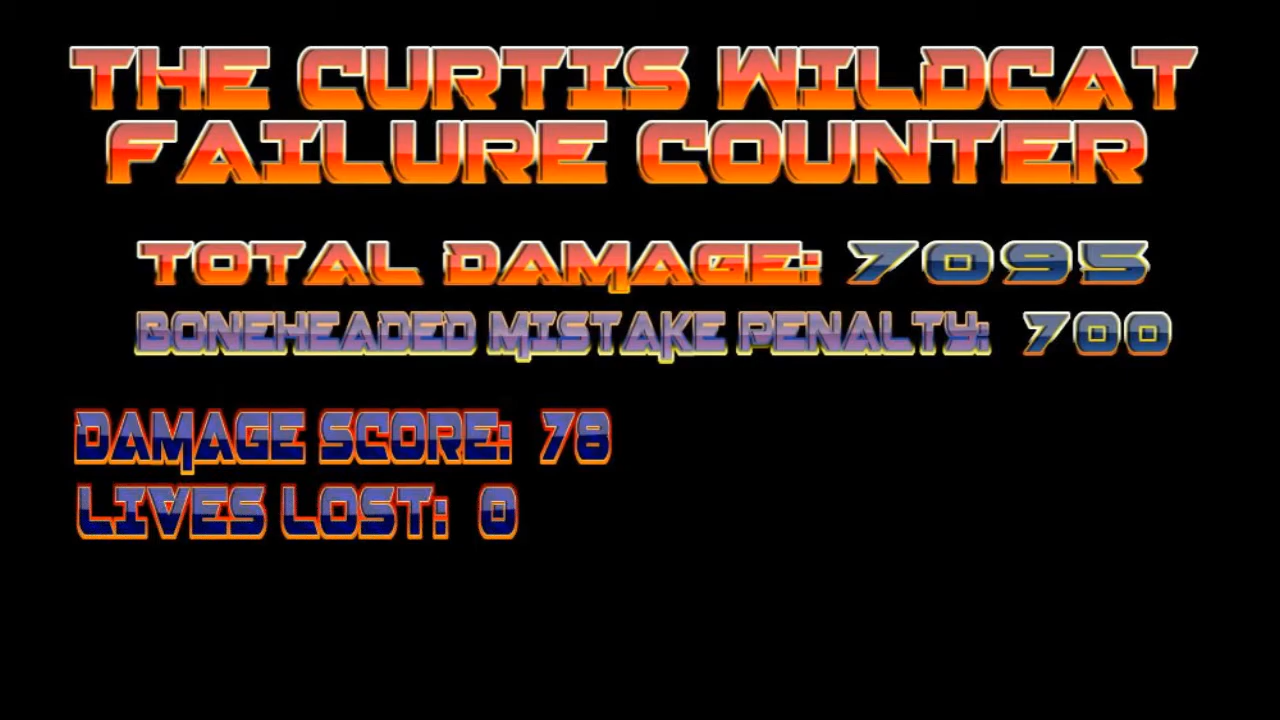 THE CURTIS WILDCAT
FAILURE COUNTER
TOTAL DAMAGE: 7095
BONEHEADED MISTAKE PENALTY: 700
DAMAGE SCORE: 78
LIVES LOST: 0